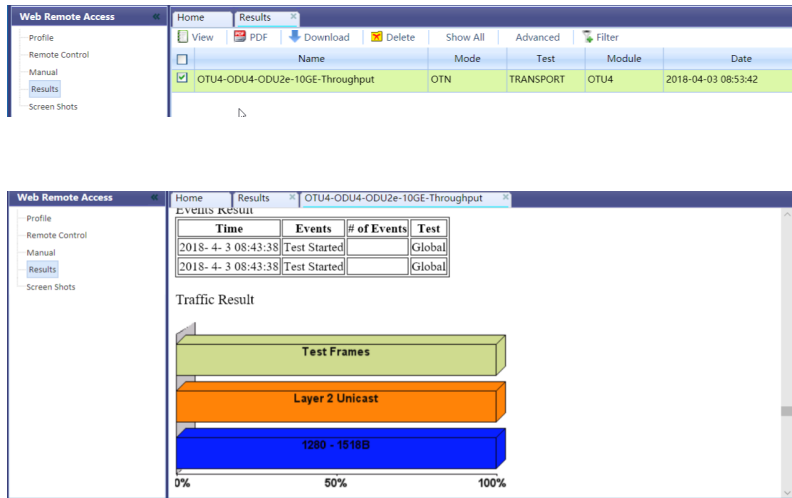 Web Remote Access «
Home Results ×
Profile
Remote Control
Manual
Results
Screen Shots
View PDF Download Delete Show All Advanced Filter
Name Mode Test Module Date
OTU4-ODU4-ODU2e-10GE-Throughput OTN TRANSPORT OTU4 2018-04-03 08:53:42
Web Remote Access «
Home Results × OTU4-ODU4-ODU2e-10GE-Throughput ×
Profile
Remote Control
Manual
Results
Screen Shots
Events Result
Time Events # of Events Test
2018- 4- 3 08:43:38 Test Started Global
2018- 4- 3 08:43:38 Test Started Global
Traffic Result
Test Frames
Layer 2 Unicast
1280 - 1518B
0% 50% 100%